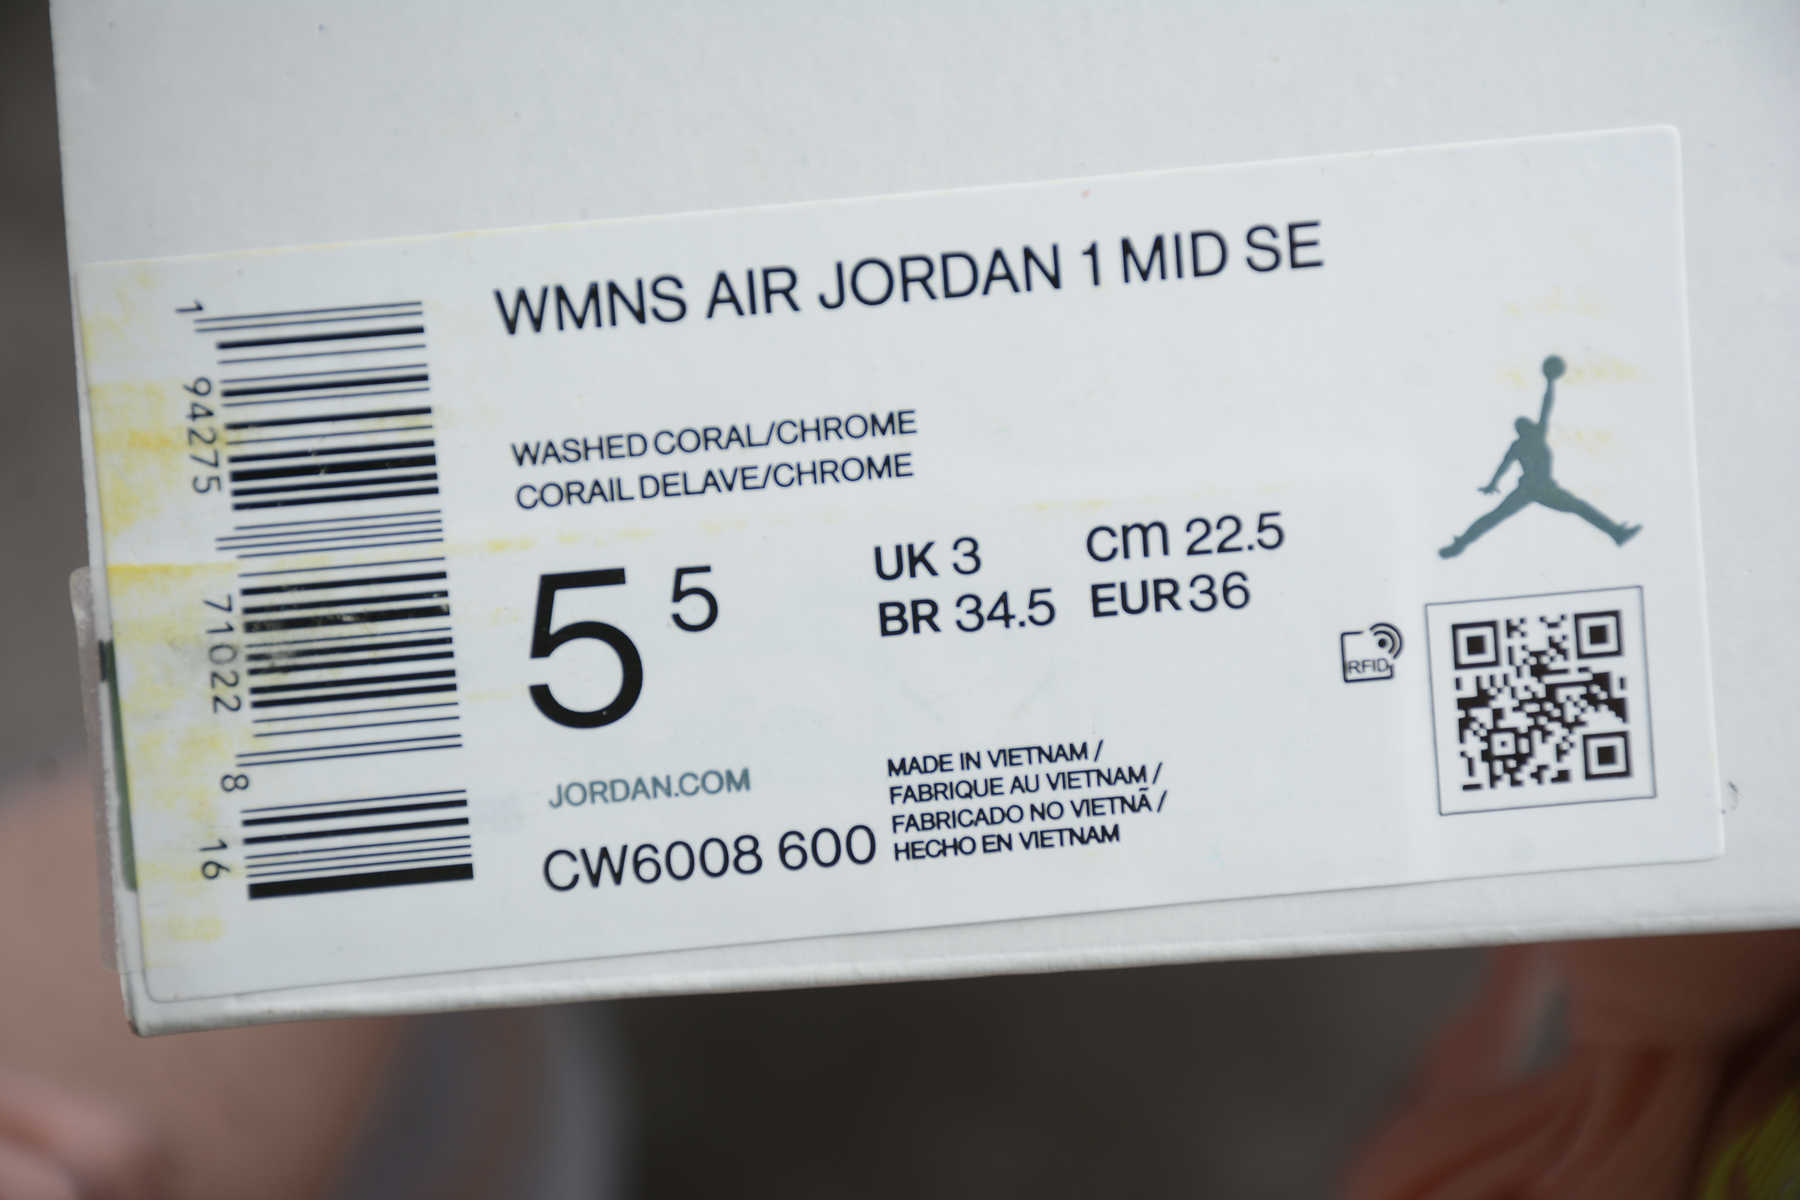 WMNS AIR JORDAN 1 MID SE
WASHED CORAL/CHROME
CORAIL DELAVE/CHROME
5 5
UK 3 CM 22.5
BR 34.5 EUR 36
RFID
JORDAN.COM
CW6008 600
MADE IN VIETNAM /
FABRIQUE AU VIETNAM /
FABRICADO NO VIETNÃ /
HECHO EN VIETNAM
1 94275 71022 8 16